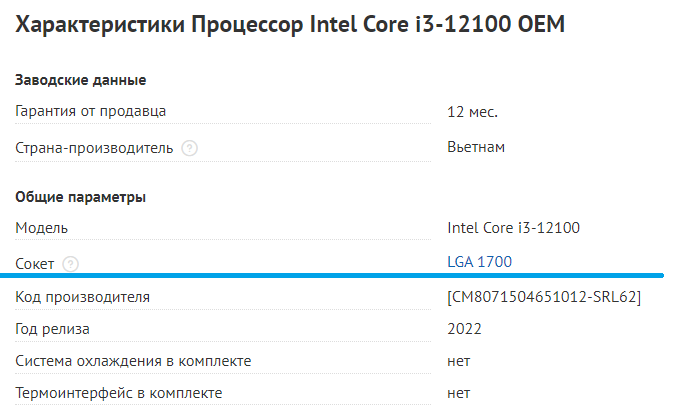 Характеристики Процессор Intel Core i3-12100 OEM
Заводские данные
Гарантия от продавца 12 мес.
Страна-производитель ? Вьетнам
Общие параметры
Модель Intel Core i3-12100
Сокет ? LGA 1700
Код производителя [CM8071504651012-SRL62]
Год релиза 2022
Система охлаждения в комплекте нет
Термоинтерфейс в комплекте нет